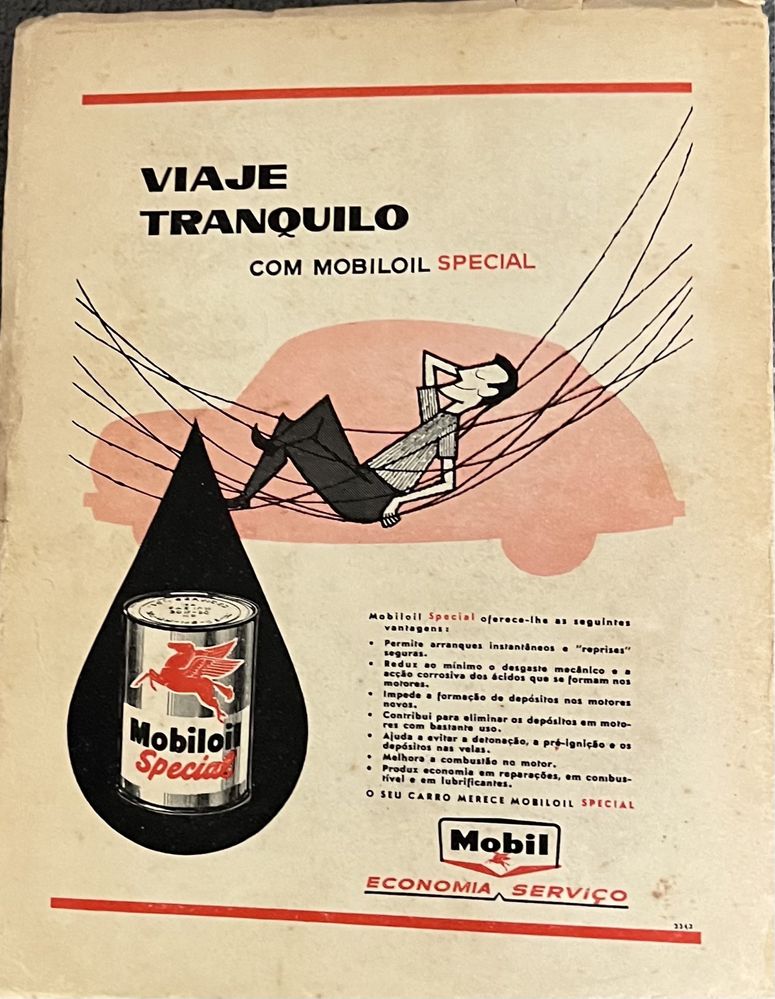 VIAJE
TRANQUILO
COM MOBILOIL SPECIAL
Mobiloil Special oferece-lhe as seguintes
vantagens:
• Permite arranques instantâneos e "reprises"
seguras.
• Reduz ao mínimo o desgaste mecânico e a
acção corrosiva dos ácidos que se formam nos
motores.
• Impede a formação de depósitos nos motores
novos.
• Contribui para eliminar os depósitos em moto-
res com bastante uso.
• Ajuda a evitar a detonação, a pré-ignição e os
depósitos nas velas.
• Melhora a combustão no motor.
• Produz economia em reparações, em combus-
tível e em lubrificantes.
O SEU CARRO MERECE MOBILOIL SPECIAL
Mobiloil
Special
Mobil
ECONOMIA SERVIÇO
3343